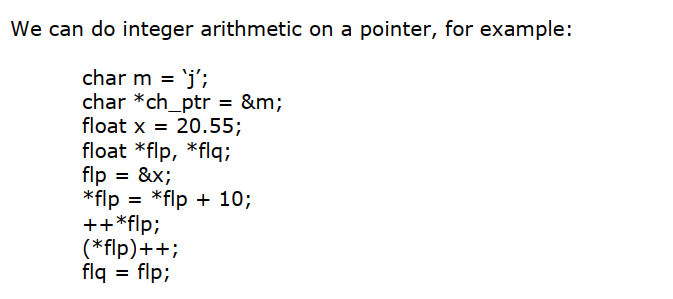 We can do integer arithmetic on a pointer, for example:
char m = ‘j’;
char *ch_ptr = &m;
float x = 20.55;
float *flp, *flq;
flp = &x;
*flp = *flp + 10;
++*flp;
(*flp)++;
flq = flp;